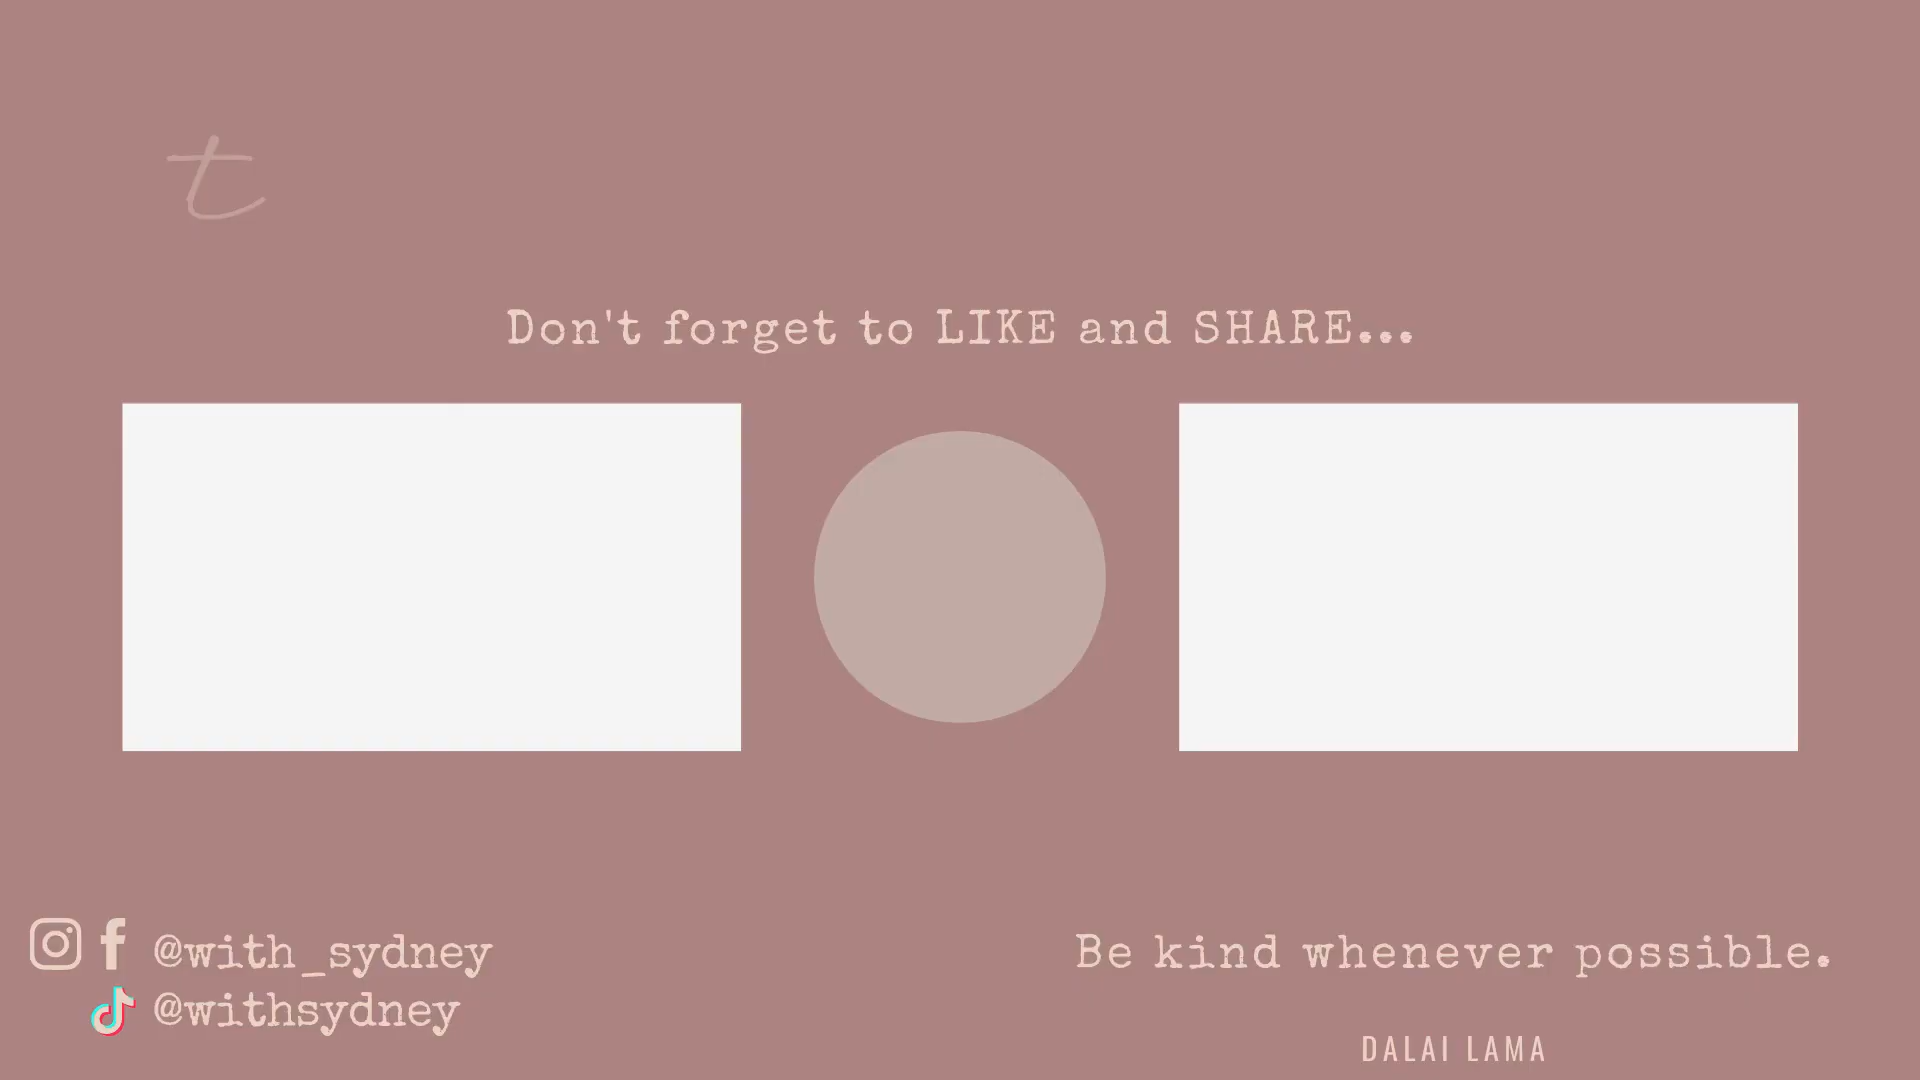 t
Don't forget to LIKE and SHARE...
@with_sydney
@withsydney
Be kind whenever possible.
DALAI LAMA